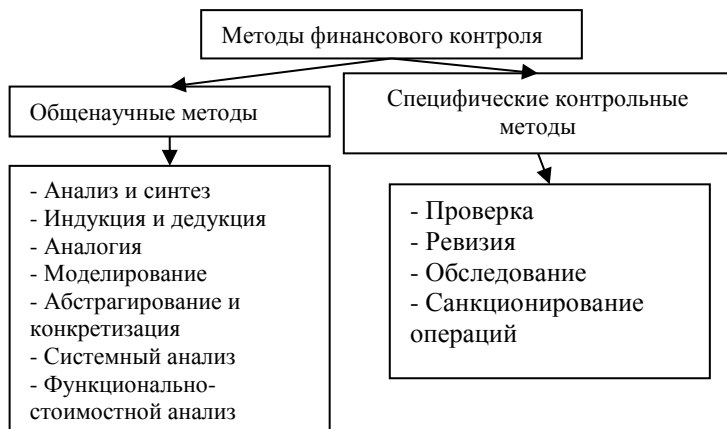 Методы финансового контроля
Общенаучные методы
Специфические контрольные
методы
- Анализ и синтез
- Индукция и дедукция
- Аналогия
- Моделирование
- Абстрагирование и
конкретизация
- Системный анализ
- Функционально-
стоимостной анализ
- Проверка
- Ревизия
- Обследование
- Санкционирование
операций